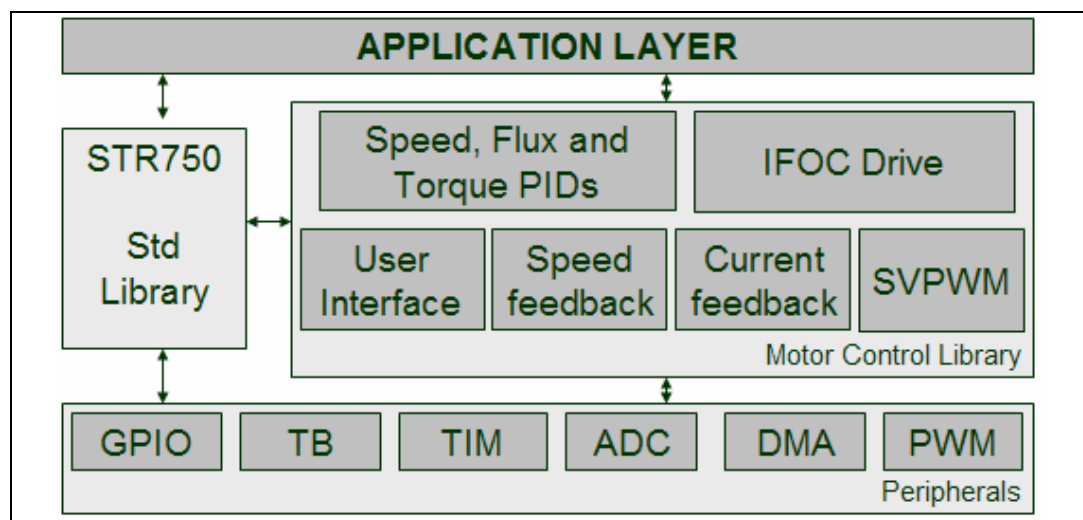 APPLICATION LAYER
STR750
Std
Library
Speed, Flux and
Torque PIDs
IFOC Drive
User
Interface
Speed
feedback
Current
feedback
SVPWM
Motor Control Library
GPIO
TB
TIM
ADC
DMA
PWM
Peripherals